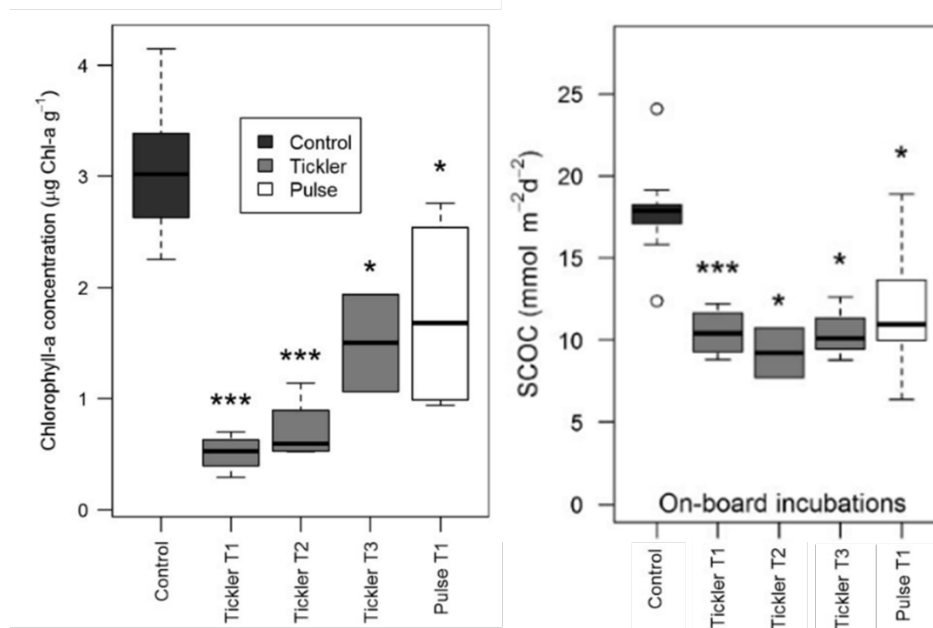 Chlorophyll-a concentration (µg Chl-a g⁻¹)
4
3
2
1
0
Control
Tickler
Pulse
***
***
*
*
Control
Tickler T1
Tickler T2
Tickler T3
Pulse T1
SCOC (mmol m⁻²d⁻²)
25
20
15
10
5
0
***
*
*
*
On-board incubations
Control
Tickler T1
Tickler T2
Tickler T3
Pulse T1